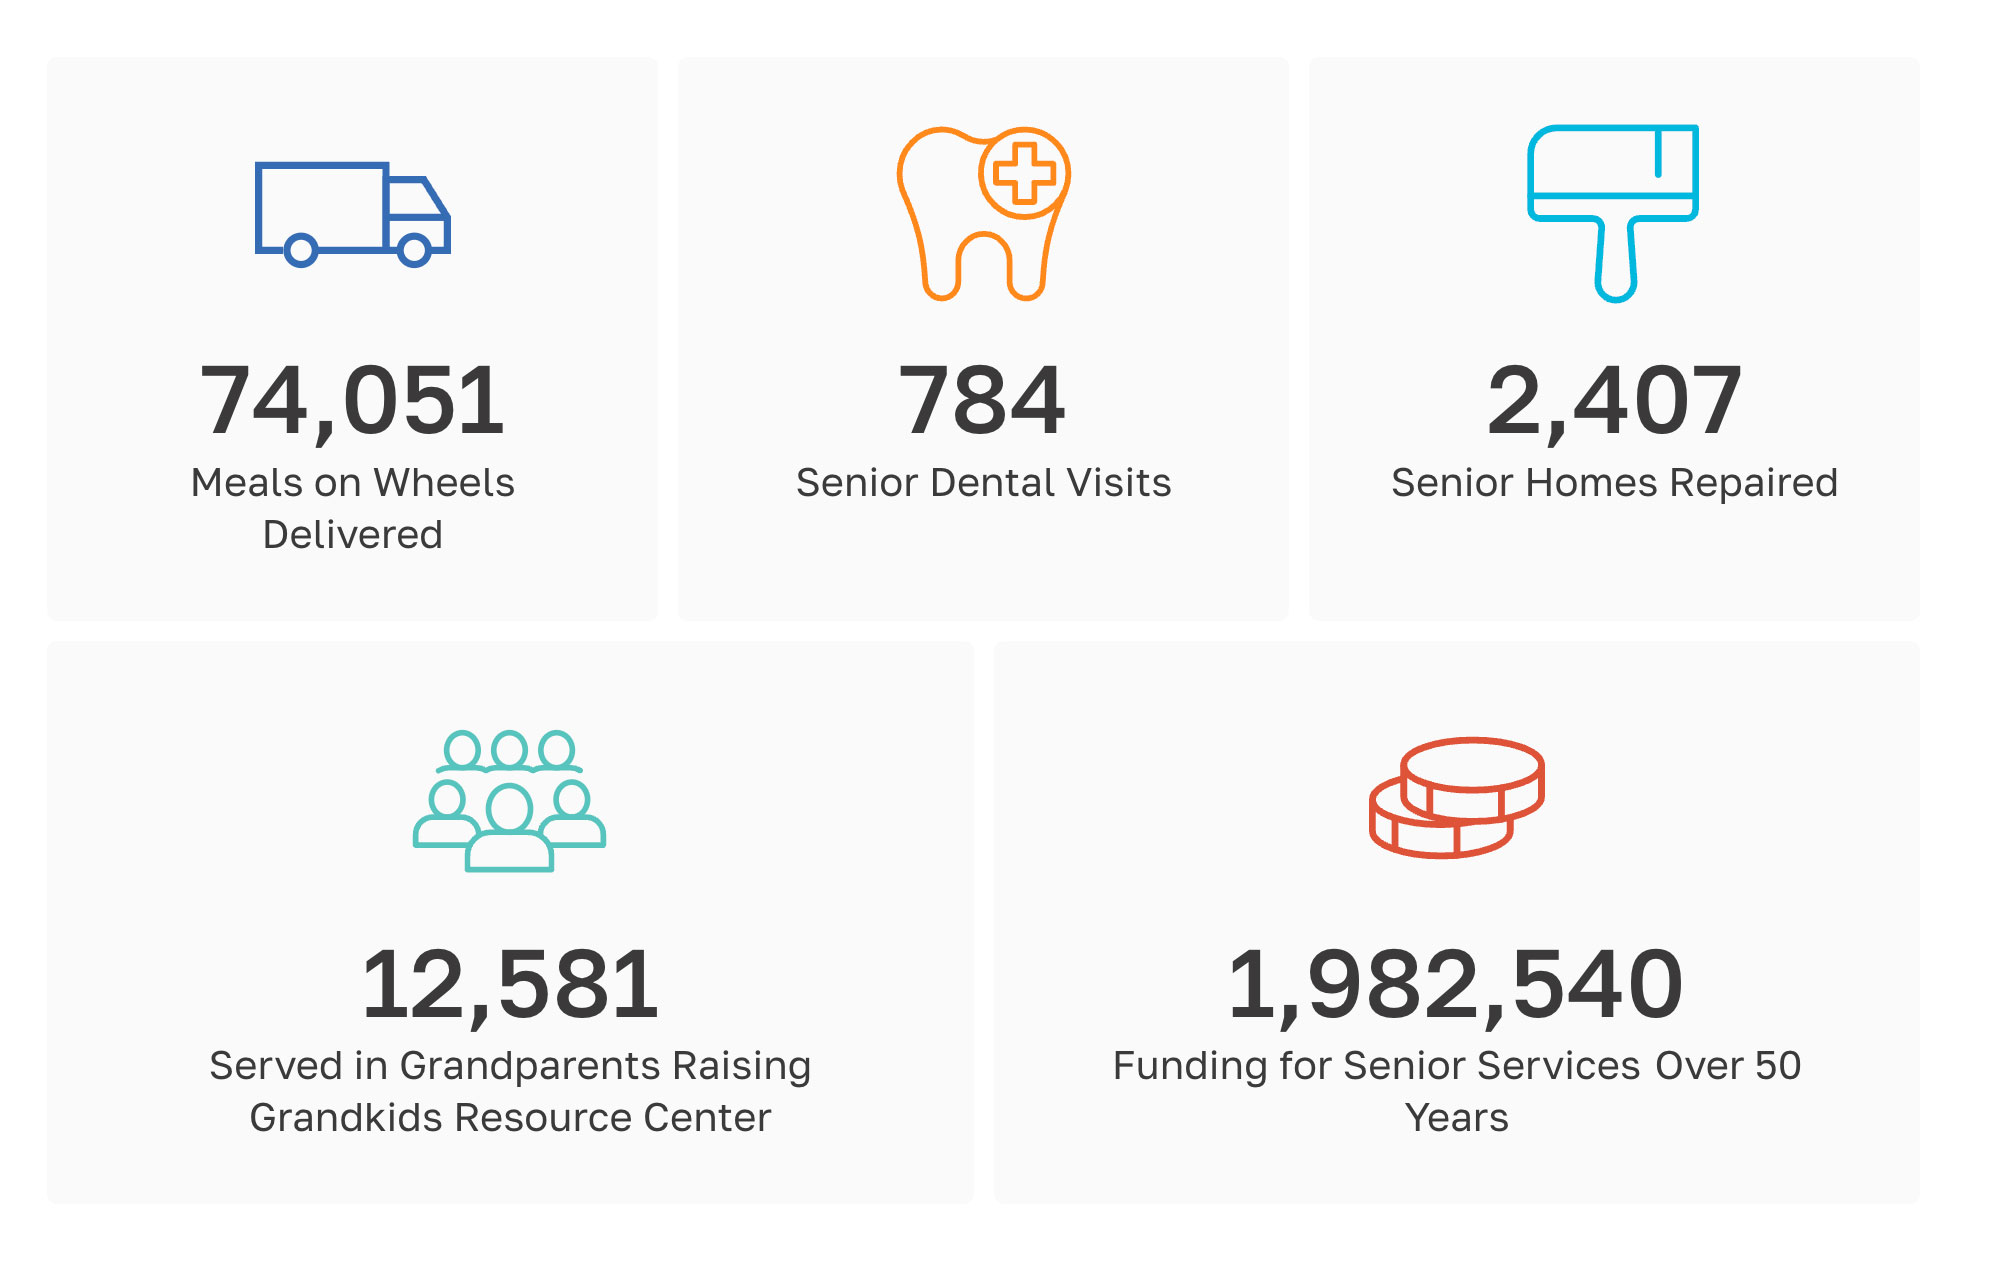 74,051
Meals on Wheels
Delivered
784
Senior Dental Visits
2,407
Senior Homes Repaired
12,581
Served in Grandparents Raising
Grandkids Resource Center
1,982,540
Funding for Senior Services Over 50
Years